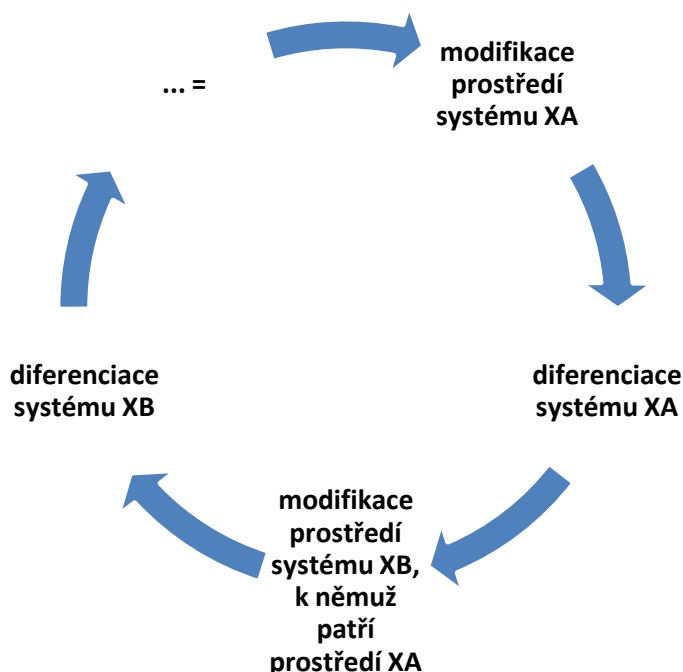 ... =
modifikace
prostředí
systému XA
diferenciace
systému XA
modifikace
prostředí
systému XB,
k němuž
patří
prostředí XA
diferenciace
systému XB